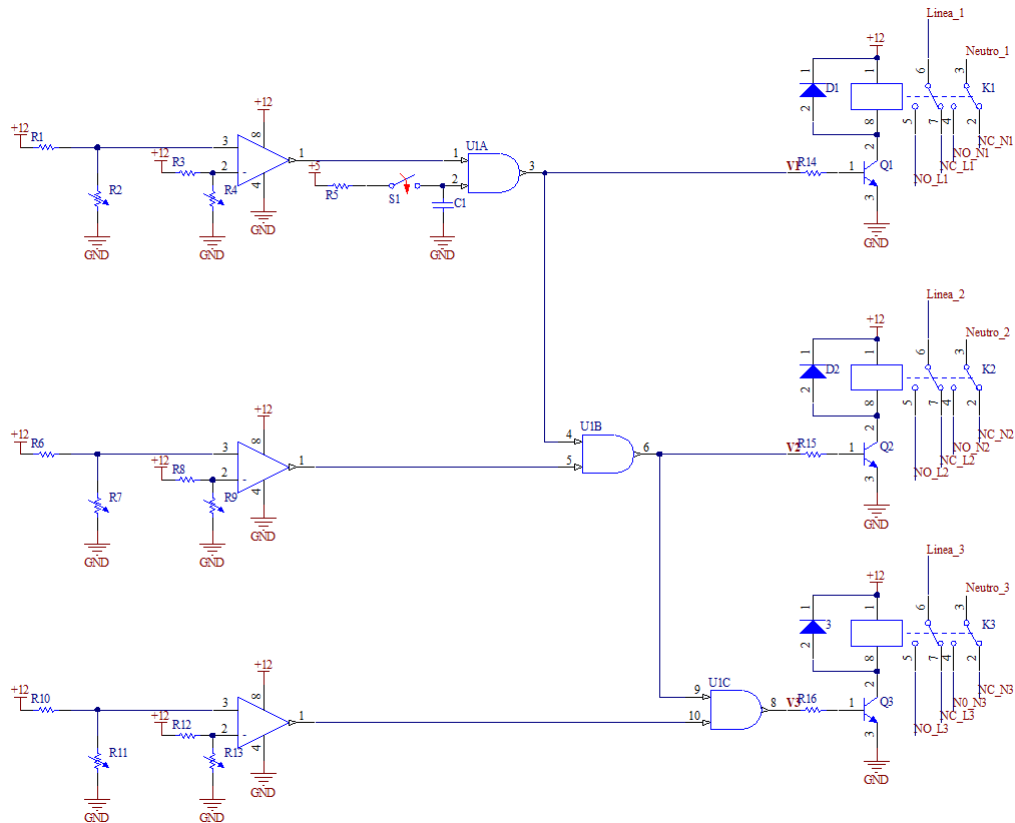 Linea_1
+12
Neutro_1
1
1
6
3
D1
K1
2
8
5
7
4
2
NC_N1
NO_N1
NC_L1
NO_L1
+12
R1
+12
8
3
1
+12
R3
2
-
4
R2
R4
GND
GND
GND
+5
R5
S1
C1
GND
U1A
1
2
3
V1
R14
1
2
Q1
3
GND
Linea_2
+12
Neutro_2
1
1
6
3
D2
K2
2
8
5
7
4
2
NC_N2
NO_N2
NC_L2
NO_L2
+12
R6
+12
8
3
1
+12
R8
2
-
4
R7
R9
GND
GND
GND
U1B
4
5
6
V2
R15
1
2
Q2
3
GND
Linea_3
+12
Neutro_3
1
1
6
3
3
K3
2
8
5
7
4
2
NC_N3
N0_N3
NC_L3
NO_L3
+12
R10
+12
8
3
1
+12
R12
2
-
4
R11
R13
GND
GND
GND
U1C
9
10
8
V3
R16
1
2
Q3
3
GND